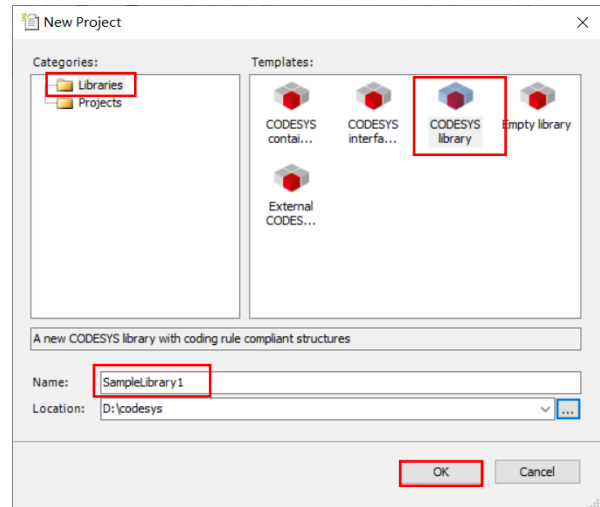 New Project
Categories:
Libraries
Projects
Templates:
CODESYS contai...
CODESYS interfa...
CODESYS library
Empty library
External CODES...
A new CODESYS library with coding rule compliant structures
Name: SampleLibrary1
Location: D:\codesys
...
OK Cancel